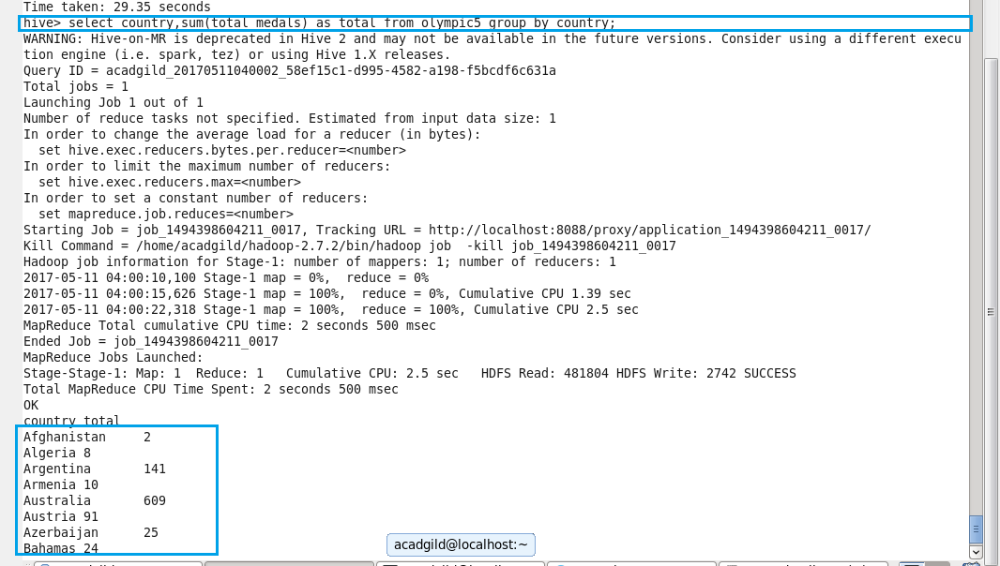 Time taken: 29.35 seconds
hive> select country,sum(total_medals) as total from olympic5 group by country;
WARNING: Hive-on-MR is deprecated in Hive 2 and may not be available in the future versions. Consider using a different execu
tion engine (i.e. spark, tez) or using Hive 1.X releases.
Query ID = acadgild_20170511040002_58ef15c1-d995-4582-a198-f5bcdf6c631a
Total jobs = 1
Launching Job 1 out of 1
Number of reduce tasks not specified. Estimated from input data size: 1
In order to change the average load for a reducer (in bytes):
  set hive.exec.reducers.bytes.per.reducer=<number>
In order to limit the maximum number of reducers:
  set hive.exec.reducers.max=<number>
In order to set a constant number of reducers:
  set mapreduce.job.reduces=<number>
Starting Job = job_1494398604211_0017, Tracking URL = http://localhost:8088/proxy/application_1494398604211_0017/
Kill Command = /home/acadgild/hadoop-2.7.2/bin/hadoop job  -kill job_1494398604211_0017
Hadoop job information for Stage-1: number of mappers: 1; number of reducers: 1
2017-05-11 04:00:10,100 Stage-1 map = 0%,  reduce = 0%
2017-05-11 04:00:15,626 Stage-1 map = 100%,  reduce = 0%, Cumulative CPU 1.39 sec
2017-05-11 04:00:22,318 Stage-1 map = 100%,  reduce = 100%, Cumulative CPU 2.5 sec
MapReduce Total cumulative CPU time: 2 seconds 500 msec
Ended Job = job_1494398604211_0017
MapReduce Jobs Launched:
Stage-Stage-1: Map: 1  Reduce: 1   Cumulative CPU: 2.5 sec   HDFS Read: 481804 HDFS Write: 2742 SUCCESS
Total MapReduce CPU Time Spent: 2 seconds 500 msec
OK
country total
Afghanistan     2
Algeria 8
Argentina       141
Armenia 10
Australia       609
Austria 91
Azerbaijan      25
Bahamas 24
acadgild@localhost:~